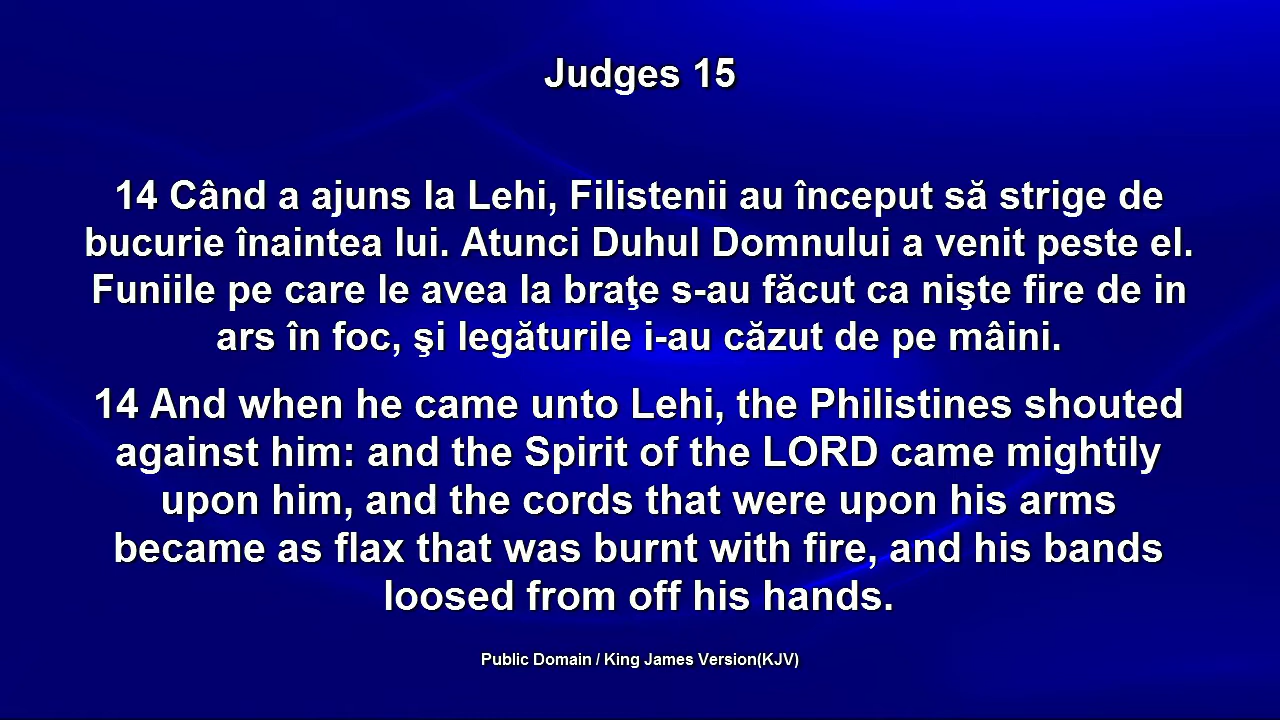 Judges 15
14 Când a ajuns la Lehi, Filistenii au început să strige de
bucurie înaintea lui. Atunci Duhul Domnului a venit peste el.
Funiile pe care le avea la braţe s-au făcut ca nişte fire de in
ars în foc, şi legăturile i-au căzut de pe mâini.
14 And when he came unto Lehi, the Philistines shouted
against him: and the Spirit of the LORD came mightily
upon him, and the cords that were upon his arms
became as flax that was burnt with fire, and his bands
loosed from off his hands.
Public Domain / King James Version(KJV)